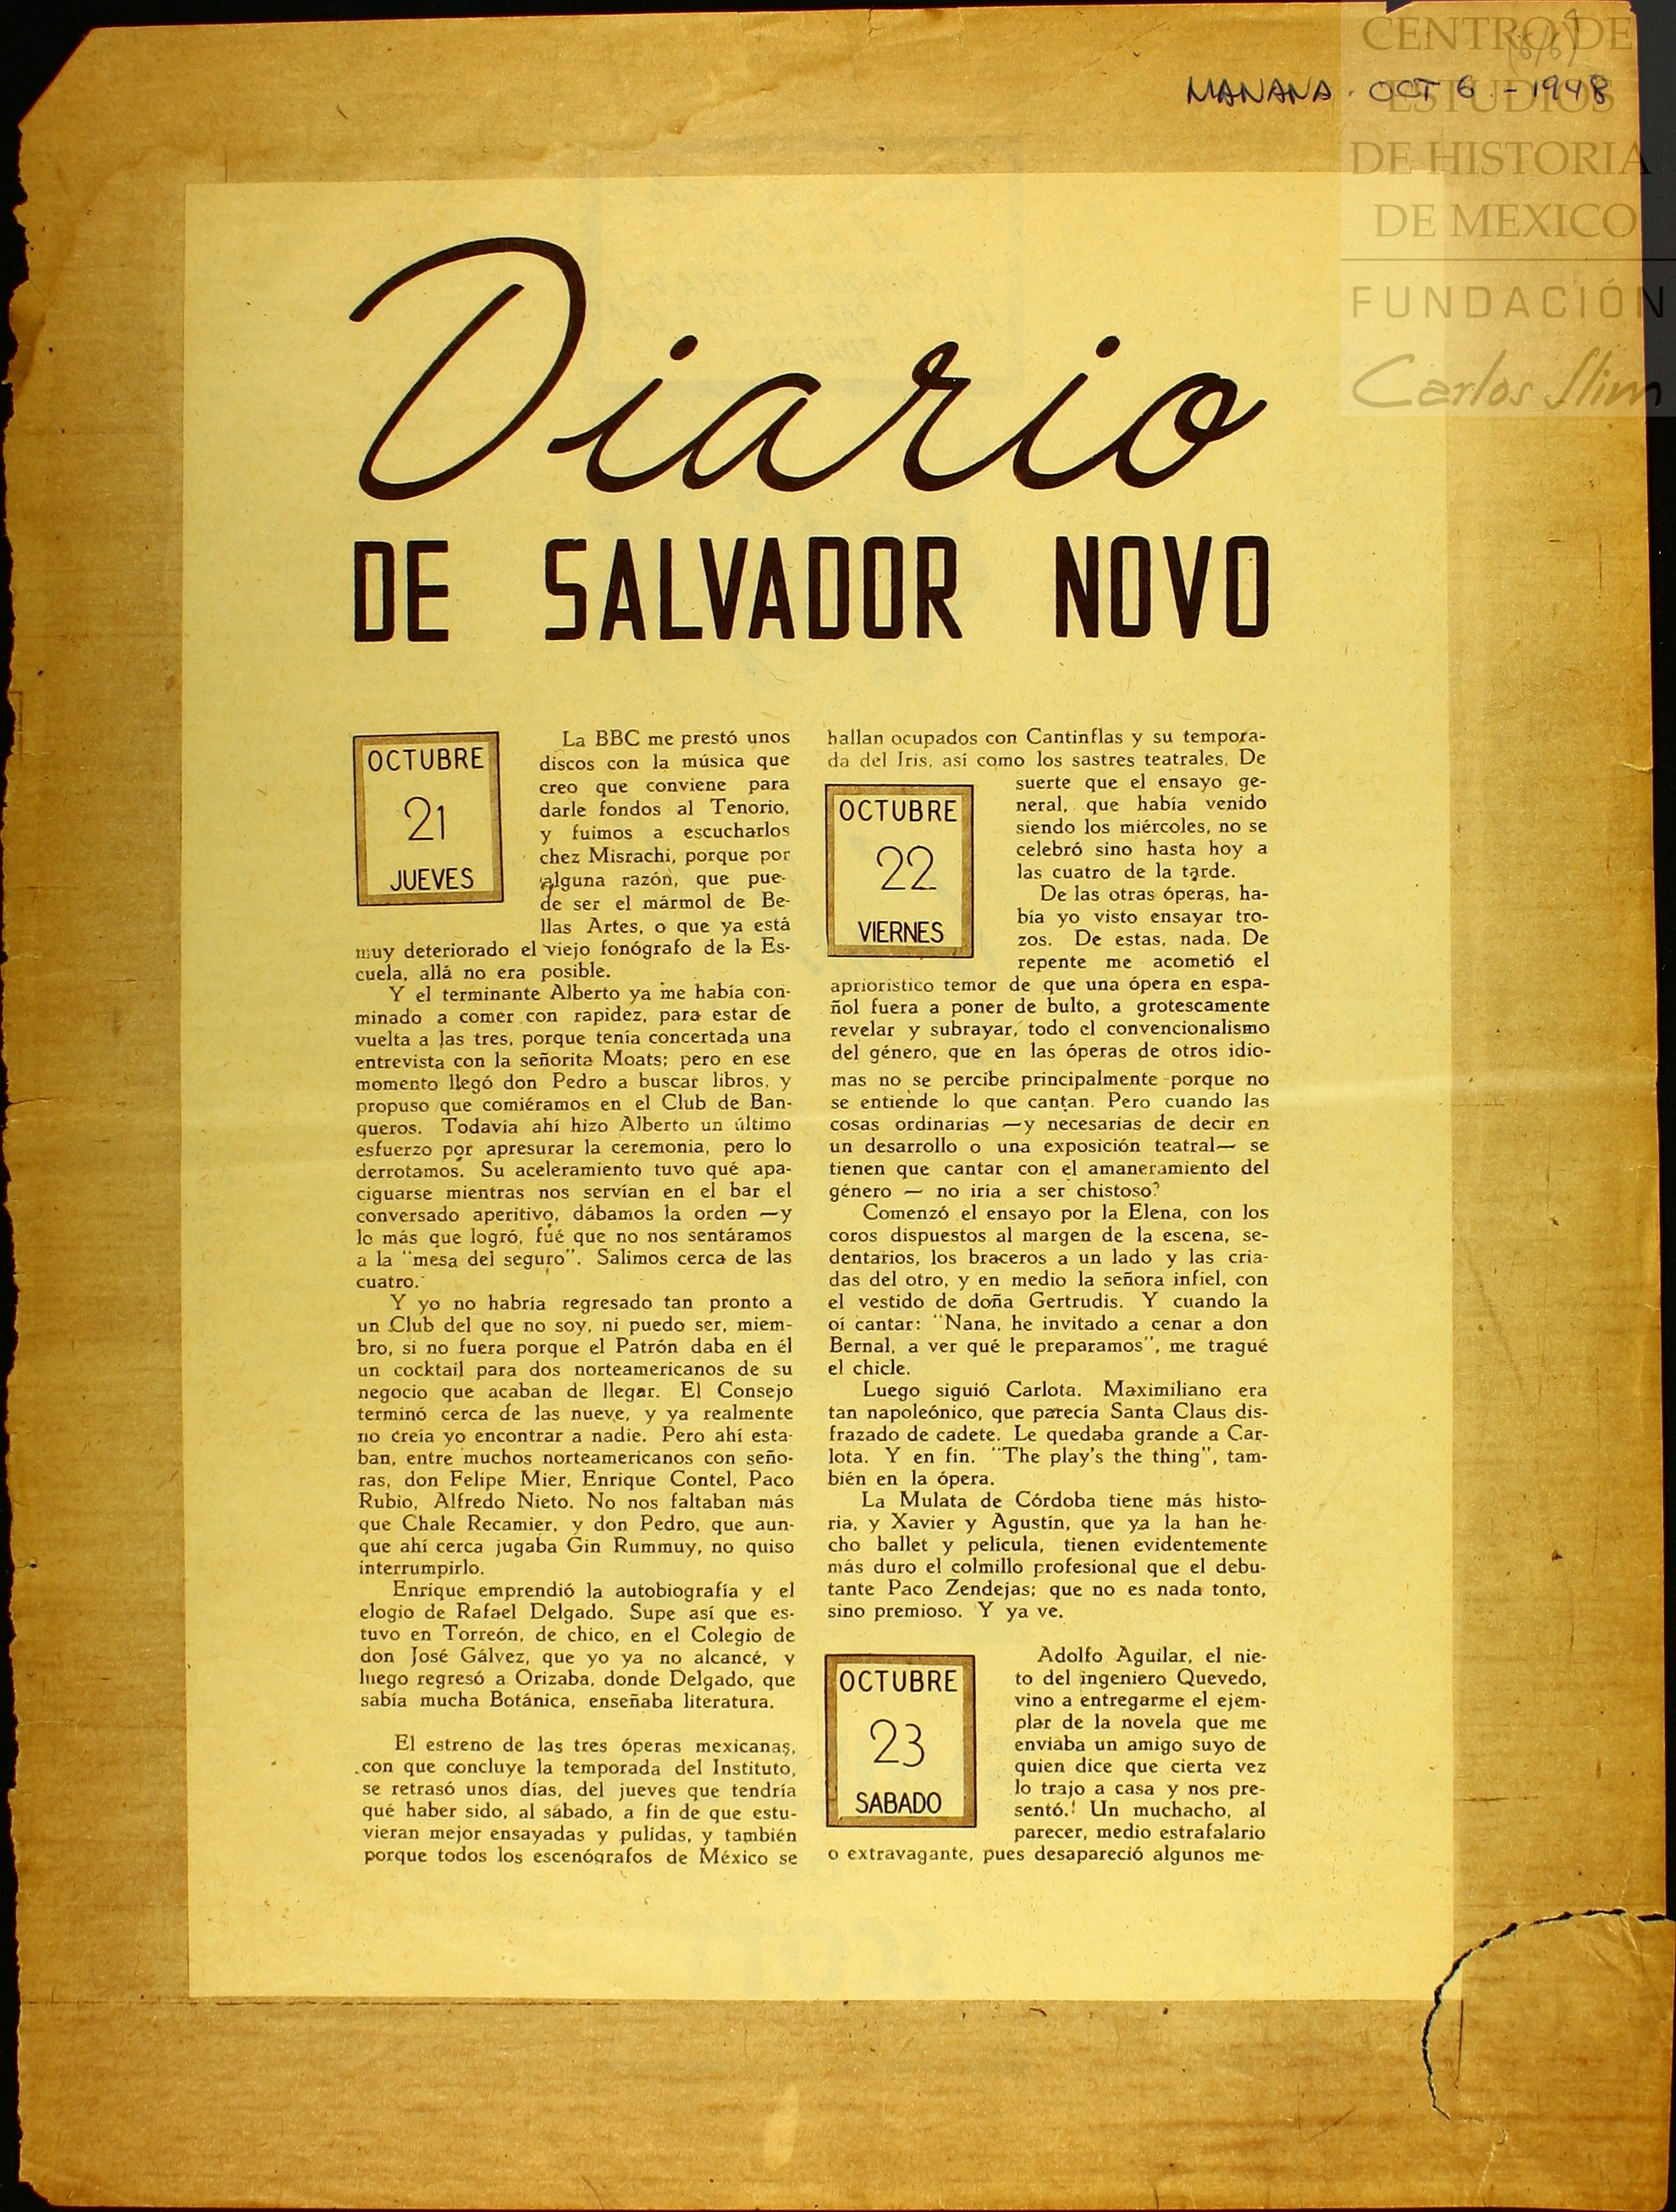 CENTRO DE
ESTUDIOS
DE HISTORIA
DE MEXICO
FUNDACIÓN
Carlos Slim
MANANA. OCT 6 - 1948
Diario
DE SALVADOR NOVO
OCTUBRE
21
JUEVES
La BBC me prestó unos
discos con la música que
creo que conviene para
darle fondos al Tenorio,
y fuimos a escucharlos
chez Misrachi, porque por
alguna razón, que pue-
de ser el mármol de Be-
llas Artes, o que ya está
muy deteriorado el viejo fonógrafo de la Es-
cuela, allá no era posible.
Y el terminante Alberto ya me había con-
minado a comer con rapidez, para estar de
vuelta a las tres, porque tenía concertada una
entrevista con la señorita Moats; pero en ese
momento llegó don Pedro a buscar libros, y
propuso que comiéramos en el Club de Ban-
queros. Todavía ahí hizo Alberto un último
esfuerzo por apresurar la ceremonia, pero lo
derrotamos. Su aceleramiento tuvo qué apa-
ciguarse mientras nos servían en el bar el
conversado aperitivo, dábamos la orden —y
lo más que logró, fué que no nos sentáramos
a la "mesa del seguro". Salimos cerca de las
cuatro.
Y yo no habría regresado tan pronto a
un Club del que no soy, ni puedo ser, miem-
bro, si no fuera porque el Patrón daba en él
un cocktail para dos norteamericanos de su
negocio que acaban de llegar. El Consejo
terminó cerca de las nueve, y ya realmente
no creía yo encontrar a nadie. Pero ahí esta-
ban, entre muchos norteamericanos con seño-
ras, don Felipe Mier, Enrique Contel, Paco
Rubio, Alfredo Nieto. No nos faltaban más
que Chale Recamier, y don Pedro, que aun-
que ahí cerca jugaba Gin Rummuy, no quiso
interrumpirlo.
Enrique emprendió la autobiografía y el
elogio de Rafael Delgado. Supe así que es-
tuvo en Torreón, de chico, en el Colegio de
don José Gálvez, que yo ya no alcancé, y
luego regresó a Orizaba, donde Delgado, que
sabía mucha Botánica, enseñaba literatura.
El estreno de las tres óperas mexicanas,
con que concluye la temporada del Instituto,
se retrasó unos días, del jueves que tendría
qué haber sido, al sábado, a fin de que estu-
vieran mejor ensayadas y pulidas, y también
porque todos los escenógrafos de México se
hallan ocupados con Cantinflas y su tempora-
da del Iris, así como los sastres teatrales. De
OCTUBRE
22
VIERNES
suerte que el ensayo ge-
neral, que había venido
siendo los miércoles, no se
celebró sino hasta hoy a
las cuatro de la tarde.
De las otras óperas, ha-
bía yo visto ensayar tro-
zos. De estas, nada. De
repente me acometió el
apriorístico temor de que una ópera en espa-
ñol fuera a poner de bulto, a grotescamente
revelar y subrayar, todo el convencionalismo
del género, que en las óperas de otros idio-
mas no se percibe principalmente porque no
se entiende lo que cantan. Pero cuando las
cosas ordinarias —y necesarias de decir en
un desarrollo o una exposición teatral— se
tienen que cantar con el amaneramiento del
género — no iría a ser chistoso?
Comenzó el ensayo por la Elena, con los
coros dispuestos al margen de la escena, se-
dentarios, los braceros a un lado y las cria-
das del otro, y en medio la señora infiel, con
el vestido de doña Gertrudis. Y cuando la
oí cantar: "Nana, he invitado a cenar a don
Bernal, a ver qué le preparamos", me tragué
el chicle.
Luego siguió Carlota. Maximiliano era
tan napoleónico, que parecía Santa Claus dis-
frazado de cadete. Le quedaba grande a Car-
lota. Y en fin. "The play's the thing", tam-
bién en la ópera.
La Mulata de Córdoba tiene más histo-
ria, y Xavier y Agustín, que ya la han he-
cho ballet y película, tienen evidentemente
más duro el colmillo profesional que el debu-
tante Paco Zendejas; que no es nada tonto,
sino premioso. Y ya ve.
OCTUBRE
23
SABADO
Adolfo Aguilar, el nie-
to del ingeniero Quevedo,
vino a entregarme el ejem-
plar de la novela que me
enviaba un amigo suyo de
quien dice que cierta vez
lo trajo a casa y nos pre-
sentó. Un muchacho, al
parecer, medio estrafalario
o extravagante, pues desapareció algunos me-